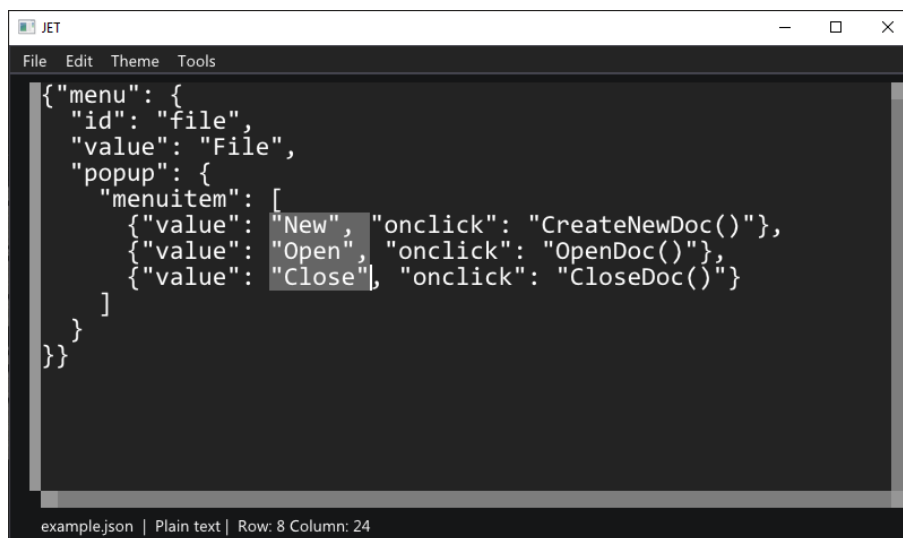 JET
File Edit Theme Tools
{"menu": {
  "id": "file",
  "value": "File",
  "popup": {
    "menuitem": [
      {"value": "New", "onclick": "CreateNewDoc()"},
      {"value": "Open", "onclick": "OpenDoc()"},
      {"value": "Close", "onclick": "CloseDoc()"}
    ]
  }
}}
example.json | Plain text | Row: 8 Column: 24